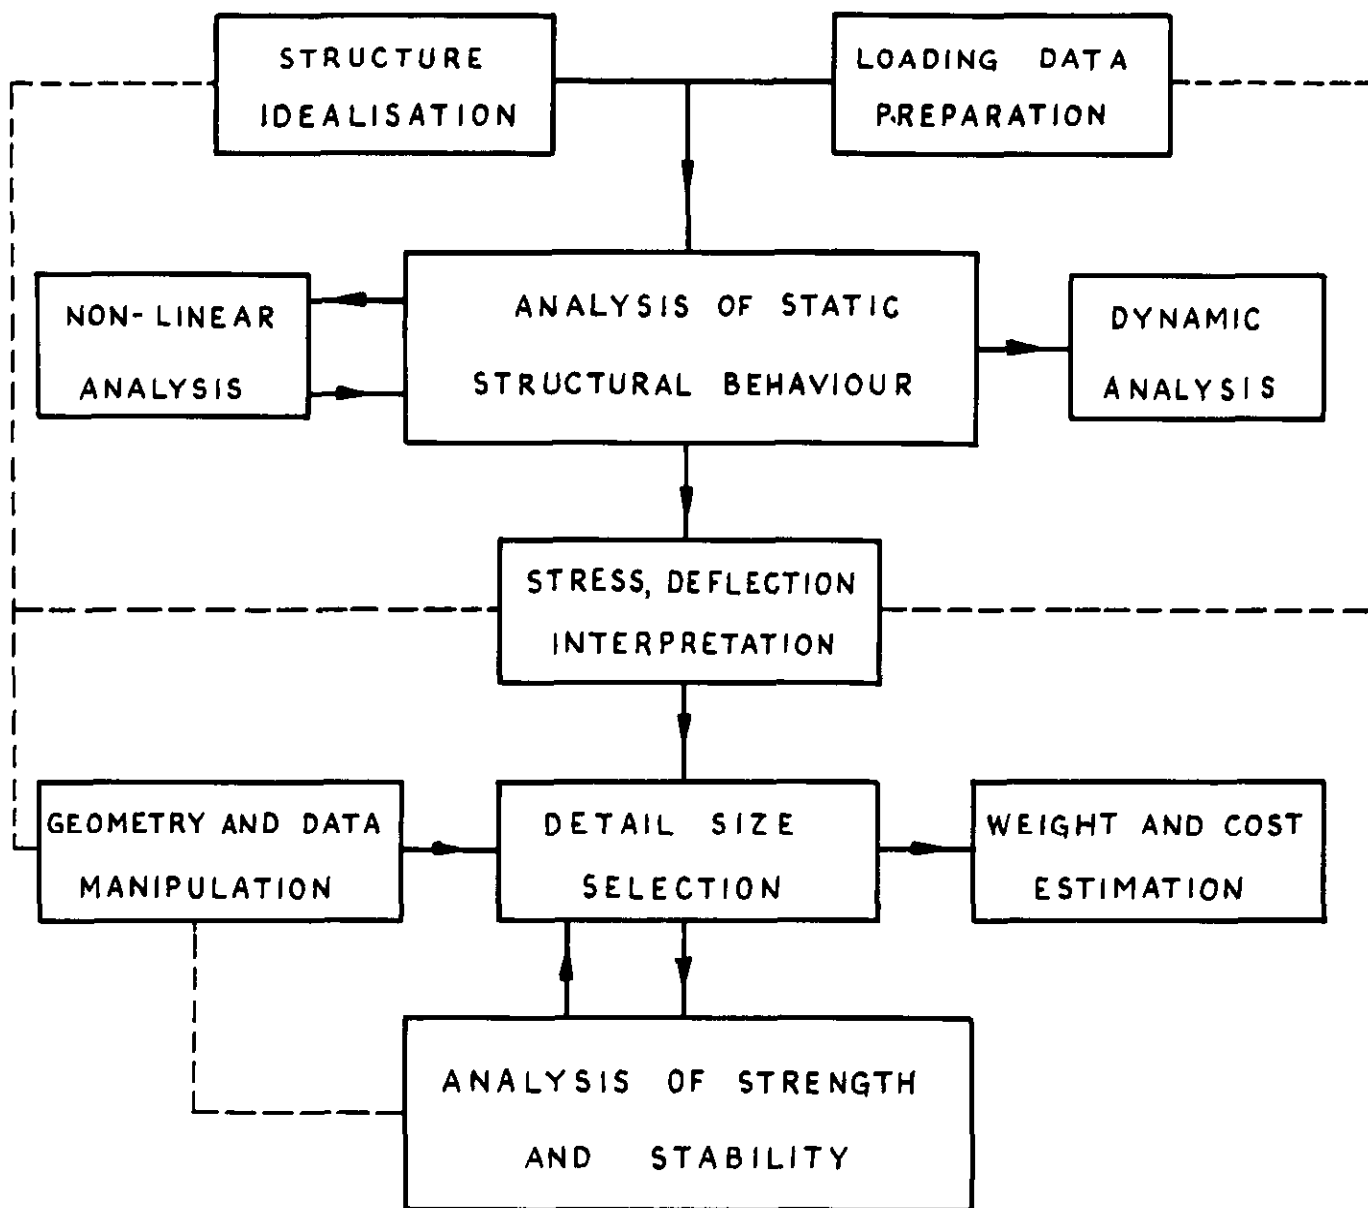 STRUCTURE
IDEALISATION
LOADING DATA
PREPARATION
NON-LINEAR
ANALYSIS
ANALYSIS OF STATIC
STRUCTURAL BEHAVIOUR
DYNAMIC
ANALYSIS
STRESS, DEFLECTION
INTERPRETATION
GEOMETRY AND DATA
MANIPULATION
DETAIL SIZE
SELECTION
WEIGHT AND COST
ESTIMATION
ANALYSIS OF STRENGTH
AND STABILITY